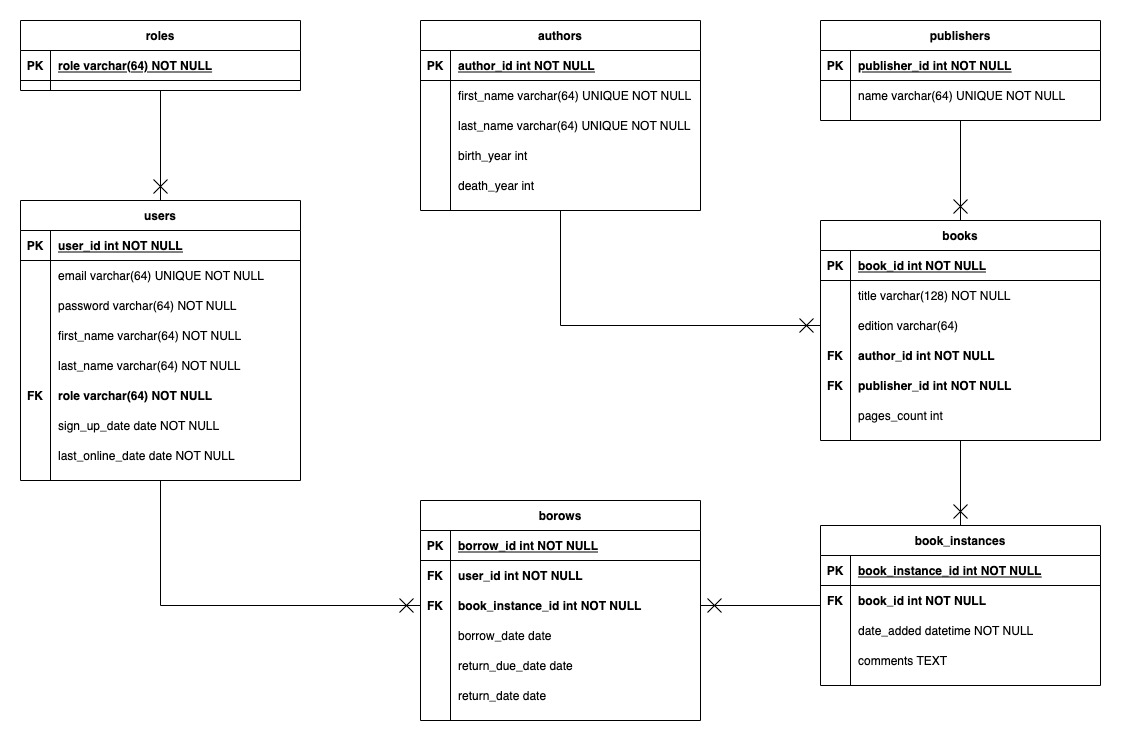 roles
PK role varchar(64) NOT NULL
authors
PK author_id int NOT NULL
first_name varchar(64) UNIQUE NOT NULL
last_name varchar(64) UNIQUE NOT NULL
birth_year int
death_year int
publishers
PK publisher_id int NOT NULL
name varchar(64) UNIQUE NOT NULL
users
PK user_id int NOT NULL
email varchar(64) UNIQUE NOT NULL
password varchar(64) NOT NULL
first_name varchar(64) NOT NULL
last_name varchar(64) NOT NULL
FK role varchar(64) NOT NULL
sign_up_date date NOT NULL
last_online_date date NOT NULL
books
PK book_id int NOT NULL
title varchar(128) NOT NULL
edition varchar(64)
FK author_id int NOT NULL
FK publisher_id int NOT NULL
pages_count int
borows
PK borrow_id int NOT NULL
FK user_id int NOT NULL
FK book_instance_id int NOT NULL
borrow_date date
return_due_date date
return_date date
book_instances
PK book_instance_id int NOT NULL
FK book_id int NOT NULL
date_added datetime NOT NULL
comments TEXT